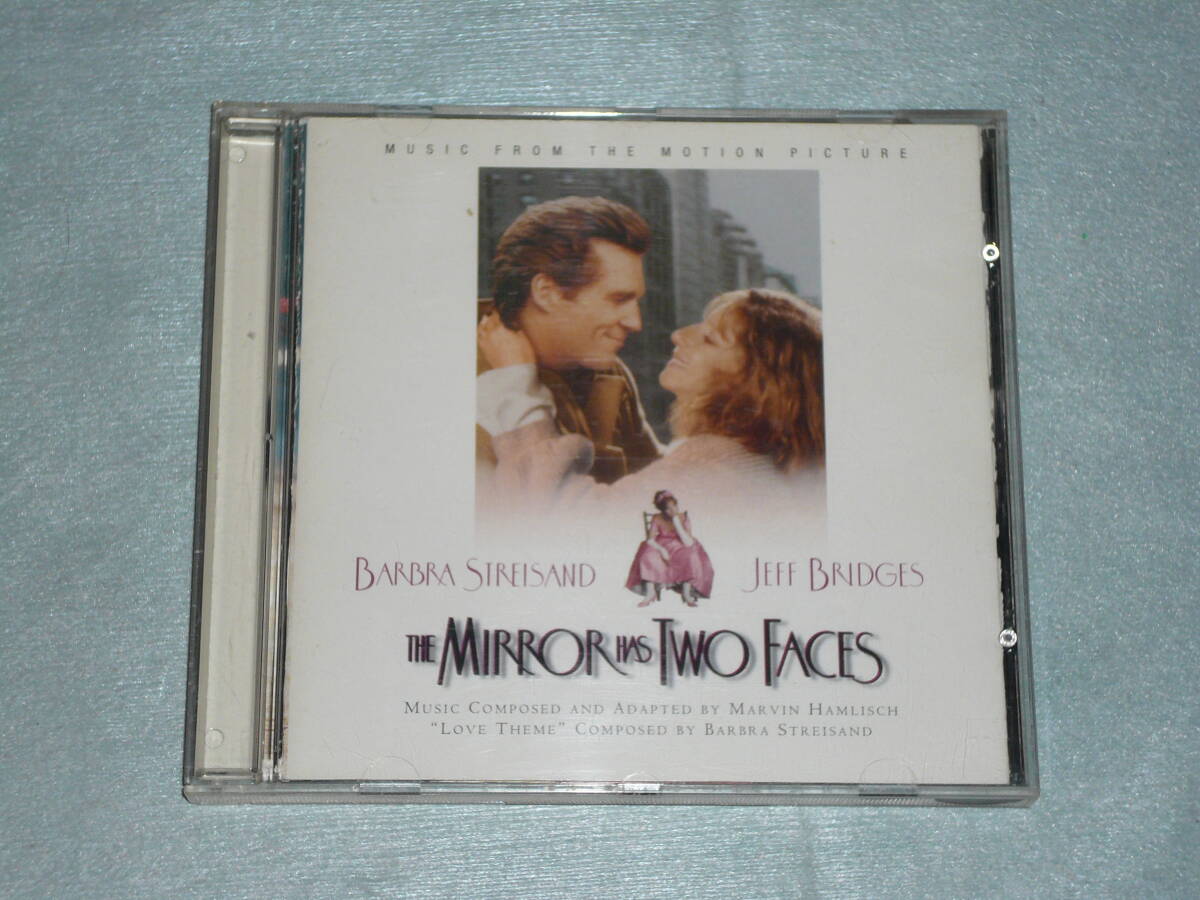 MUSIC FROM THE MOTION PICTURE
BARBRA STREISAND JEFF BRIDGES
THE MIRROR HAS TWO FACES
MUSIC COMPOSED AND ADAPTED BY MARVIN HAMLISCH
"LOVE THEME" COMPOSED BY BARBRA STREISAND